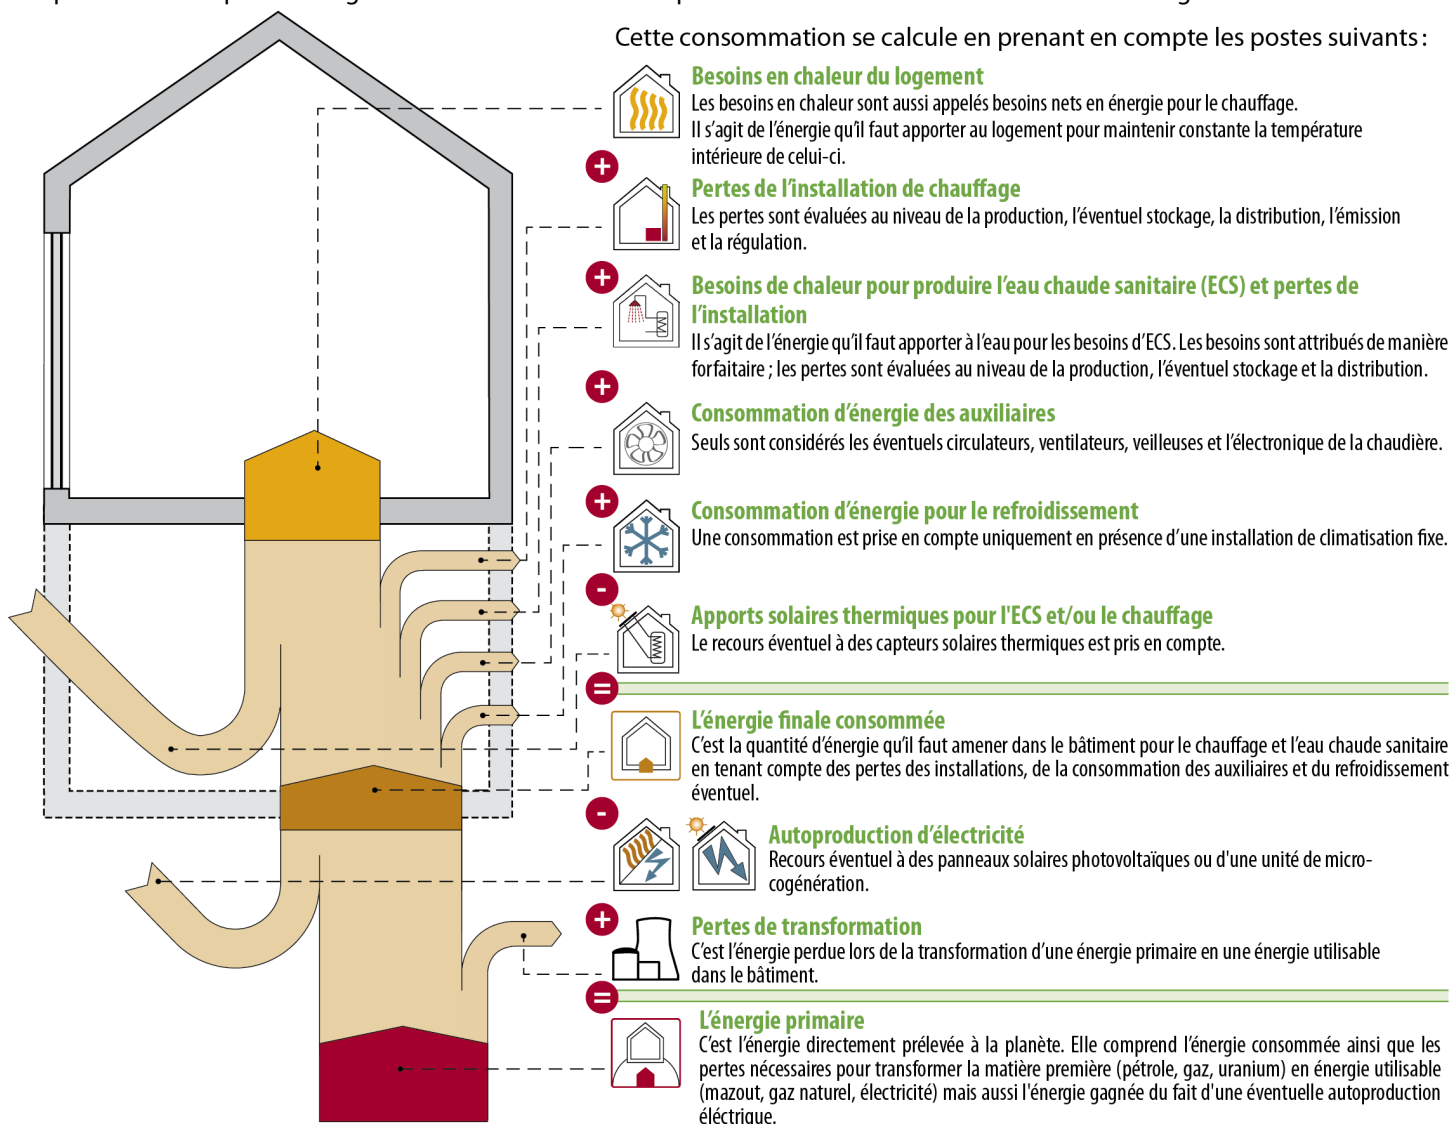 Cette consommation se calcule en prenant en compte les postes suivants :
Besoins en chaleur du logement
Les besoins en chaleur sont aussi appelés besoins nets en énergie pour le chauffage.
Il s’agit de l’énergie qu’il faut apporter au logement pour maintenir constante la température
intérieure de celui-ci.
+
Pertes de l’installation de chauffage
Les pertes sont évaluées au niveau de la production, l’éventuel stockage, la distribution, l’émission
et la régulation.
+
Besoins de chaleur pour produire l’eau chaude sanitaire (ECS) et pertes de
l’installation
Il s’agit de l’énergie qu’il faut apporter à l’eau pour les besoins d’ECS. Les besoins sont attribués de manière
forfaitaire ; les pertes sont évaluées au niveau de la production, l’éventuel stockage et la distribution.
+
Consommation d’énergie des auxiliaires
Seuls sont considérés les éventuels circulateurs, ventilateurs, veilleuses et l’électronique de la chaudière.
+
Consommation d’énergie pour le refroidissement
Une consommation est prise en compte uniquement en présence d’une installation de climatisation fixe.
-
Apports solaires thermiques pour l'ECS et/ou le chauffage
Le recours éventuel à des capteurs solaires thermiques est pris en compte.
=
L’énergie finale consommée
C’est la quantité d’énergie qu’il faut amener dans le bâtiment pour le chauffage et l’eau chaude sanitaire
en tenant compte des pertes des installations, de la consommation des auxiliaires et du refroidissement
éventuel.
-
Autoproduction d’électricité
Recours éventuel à des panneaux solaires photovoltaïques ou d'une unité de micro-
cogénération.
+
Pertes de transformation
C’est l’énergie perdue lors de la transformation d’une énergie primaire en une énergie utilisable
dans le bâtiment.
=
L’énergie primaire
C’est l’énergie directement prélevée à la planète. Elle comprend l’énergie consommée ainsi que les
pertes nécessaires pour transformer la matière première (pétrole, gaz, uranium) en énergie utilisable
(mazout, gaz naturel, électricité) mais aussi l'énergie gagnée du fait d'une éventuelle autoproduction
éléctrique.